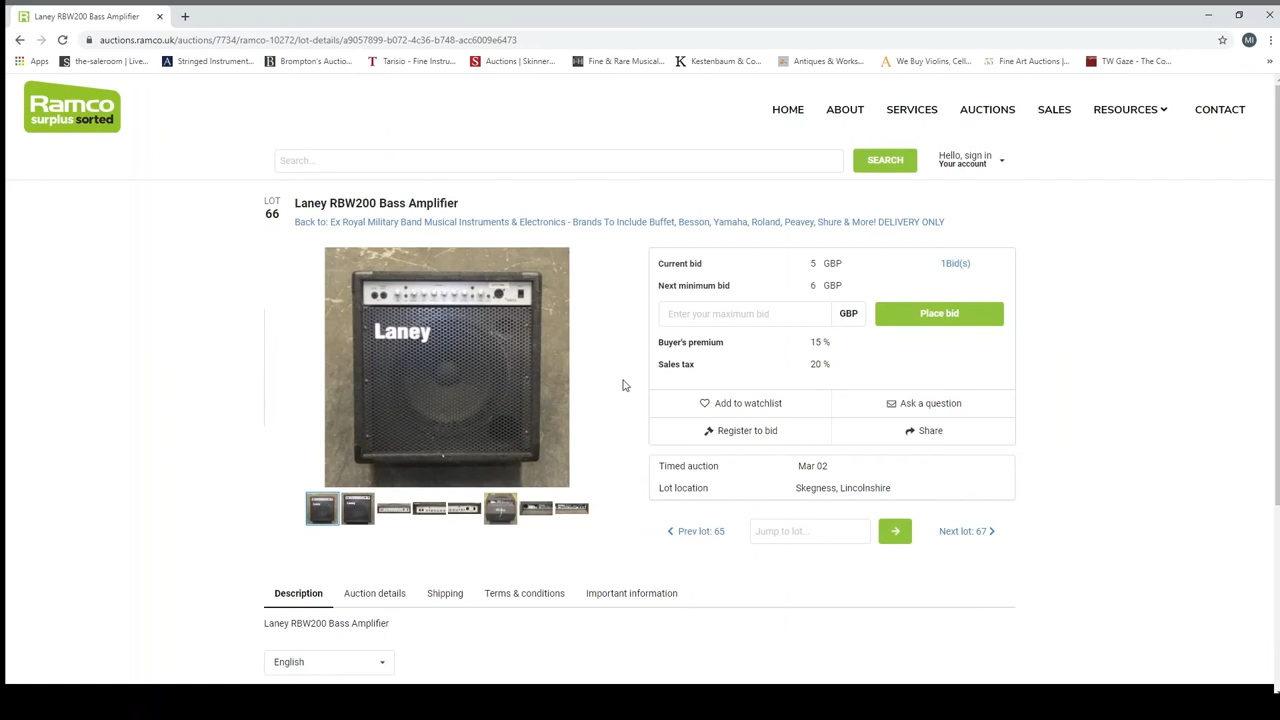 Laney RBW200 Bass Amplifier
auctions.ramco.uk/auctions/7734/ramco-10272/lot-details/a9057899-b072-4c36-b748-acc6009e6473
MI
Apps
the-saleroom | Live...
Stringed Instrument...
Brompton's Auctio...
Tarisio - Fine Instru...
Auctions | Skinner...
Fine & Rare Musical...
Kestenbaum & Co...
Antiques & Works...
We Buy Violins, Cell...
Fine Art Auctions |...
TW Gaze - The Co...
Ramco
surplus sorted
HOME
ABOUT
SERVICES
AUCTIONS
SALES
RESOURCES
CONTACT
Search...
SEARCH
Hello, sign in
Your account
LOT
66
Laney RBW200 Bass Amplifier
Back to: Ex Royal Military Band Musical Instruments & Electronics - Brands To Include Buffet, Besson, Yamaha, Roland, Peavey, Shure & More! DELIVERY ONLY
Laney
Current bid 5 GBP 1Bid(s)
Next minimum bid 6 GBP
Enter your maximum bid GBP Place bid
Buyer's premium 15 %
Sales tax 20 %
Add to watchlist
Ask a question
Register to bid
Share
Timed auction Mar 02
Lot location Skegness, Lincolnshire
Prev lot: 65
Jump to lot...
Next lot: 67
Description
Auction details
Shipping
Terms & conditions
Important information
Laney RBW200 Bass Amplifier
English